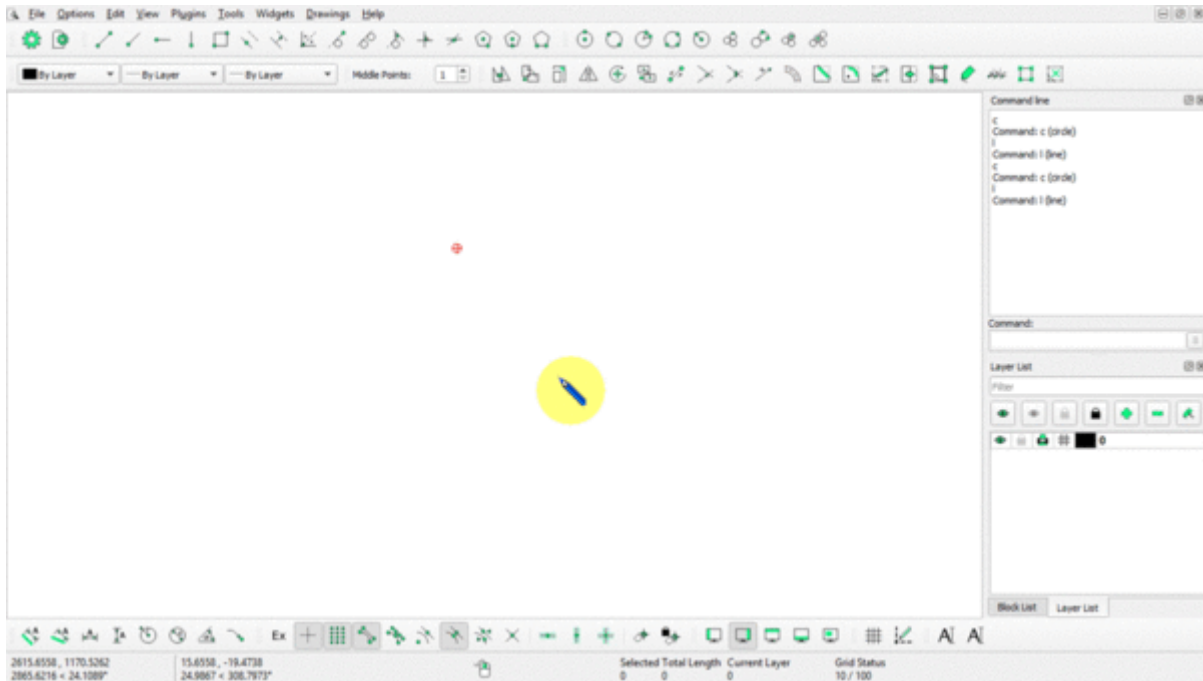 File Options Edit View Plugins Tools Widgets Drawings Help
By Layer By Layer By Layer Middle Points: 1
Command line
c
Command: c (circle)
l
Command: l (line)
c
Command: c (circle)
l
Command: l (line)
Command:
Layer List
Filter
0
Block List Layer List
Ex A A
2615.6558 , 1170.5262 15.6558 , -19.4738 Selected Total Length Current Layer Grid Status
2865.6216 < 24.1089° 24.9867 < 308.7973° 0 0 0 10 / 100